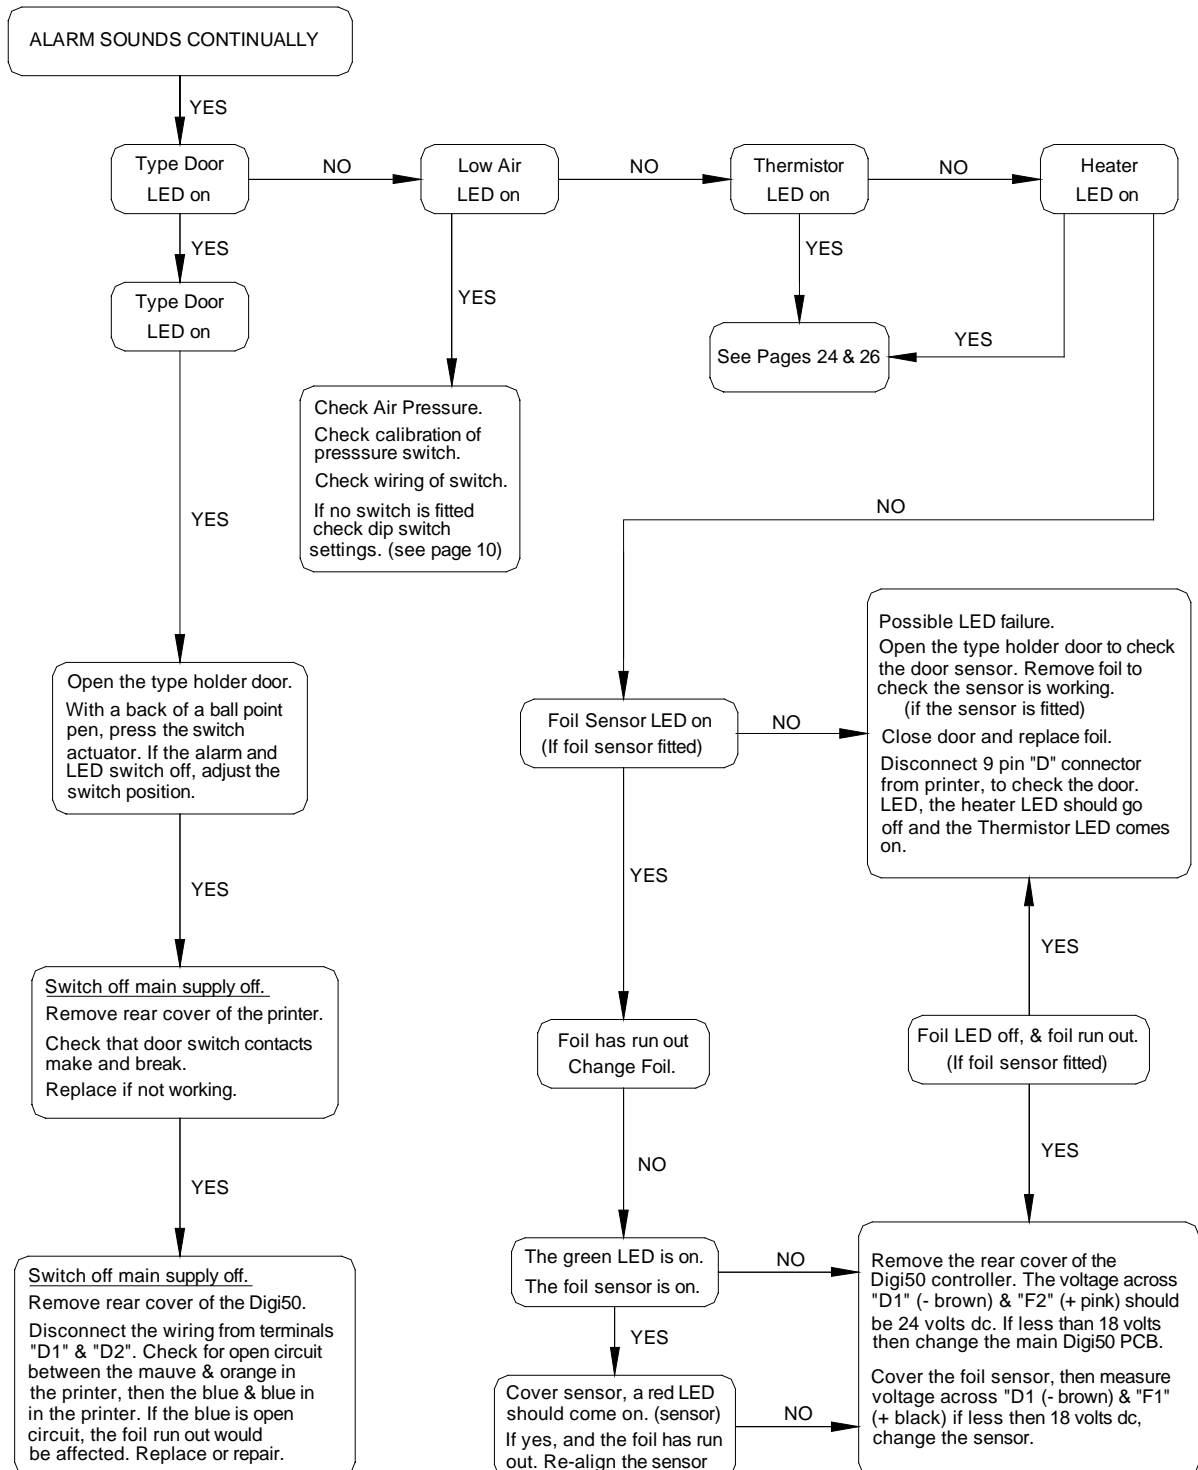 ALARM SOUNDS CONTINUALLY
YES
Type Door
LED on
NO
Low Air
LED on
NO
Thermistor
LED on
NO
Heater
LED on
YES
YES
YES
YES
Type Door
LED on
See Pages 24 & 26
Check Air Pressure.
Check calibration of
presssure switch.
Check wiring of switch.
If no switch is fitted
check dip switch
settings. (see page 10)
YES
NO
Open the type holder door.
With a back of a ball point
pen, press the switch
actuator. If the alarm and
LED switch off, adjust the
switch position.
Foil Sensor LED on
(If foil sensor fitted)
NO
Possible LED failure.
Open the type holder door to check
the door sensor. Remove foil to
check the sensor is working.
(if the sensor is fitted)
Close door and replace foil.
Disconnect 9 pin "D" connector
from printer, to check the door.
LED, the heater LED should go
off and the Thermistor LED comes
on.
YES
YES
YES
Switch off main supply off.
Remove rear cover of the printer.
Check that door switch contacts
make and break.
Replace if not working.
Foil has run out
Change Foil.
Foil LED off, & foil run out.
(If foil sensor fitted)
YES
NO
YES
Switch off main supply off.
Remove rear cover of the Digi50.
Disconnect the wiring from terminals
"D1" & "D2". Check for open circuit
between the mauve & orange in
the printer, then the blue & blue in
in the printer. If the blue is open
circuit, the foil run out would
be affected. Replace or repair.
The green LED is on.
The foil sensor is on.
NO
YES
Cover sensor, a red LED
should come on. (sensor)
If yes, and the foil has run
out. Re-align the sensor
NO
Remove the rear cover of the
Digi50 controller. The voltage across
"D1" (- brown) & "F2" (+ pink) should
be 24 volts dc. If less than 18 volts
then change the main Digi50 PCB.
Cover the foil sensor, then measure
voltage across "D1 (- brown) & "F1"
(+ black) if less then 18 volts dc,
change the sensor.